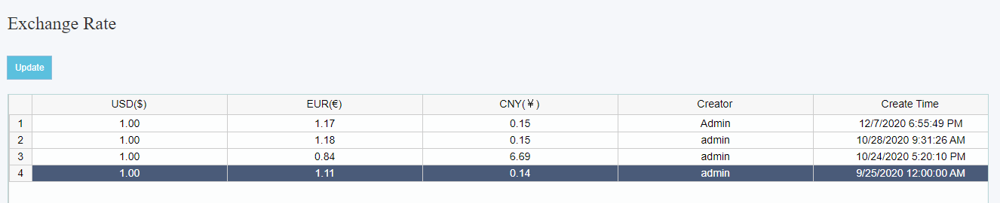 Exchange Rate
Update
USD($) EUR(€) CNY(￥) Creator Create Time
1 1.00 1.17 0.15 Admin 12/7/2020 6:55:49 PM
2 1.00 1.18 0.15 admin 10/28/2020 9:31:26 AM
3 1.00 0.84 6.69 admin 10/24/2020 5:20:10 PM
4 1.00 1.11 0.14 admin 9/25/2020 12:00:00 AM